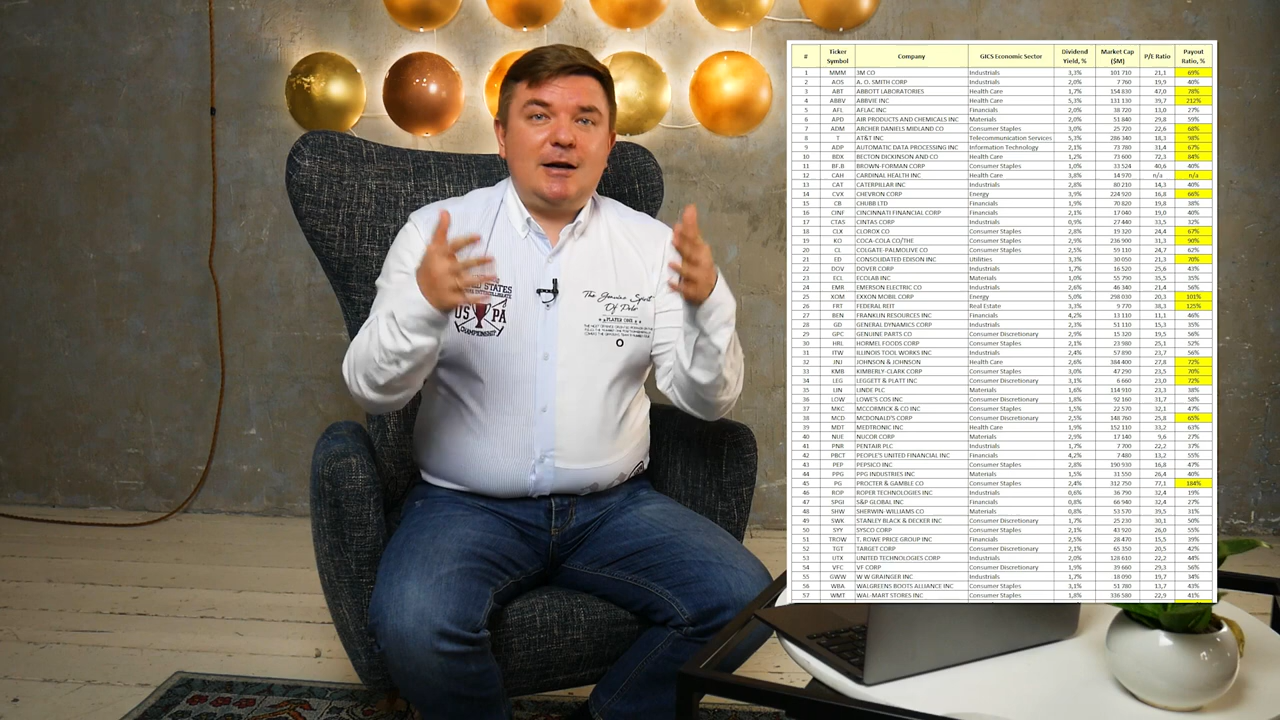 UNITED STATES
US PA
CHAMPIONSHIP
The Genuine Spirit
Of Polo
PLAYER CODE
# Ticker Symbol Company GICS Economic Sector Dividend Yield, % Market Cap ($M) P/E Ratio Payout Ratio, %
1 MMM 3M CO Industrials 3,3% 101 710 21,1 69%
2 AOS A. O. SMITH CORP Industrials 2,0% 7 760 19,9 40%
3 ABT ABBOTT LABORATORIES Health Care 1,7% 154 830 47,0 78%
4 ABBV ABBVIE INC Health Care 5,3% 131 130 39,7 212%
5 AFL AFLAC INC Financials 2,0% 38 720 13,0 27%
6 APD AIR PRODUCTS AND CHEMICALS INC Materials 2,0% 51 840 29,8 59%
7 ADM ARCHER DANIELS MIDLAND CO Consumer Staples 3,0% 25 720 22,6 68%
8 T AT&T INC Telecommunication Services 5,3% 286 340 18,3 98%
9 ADP AUTOMATIC DATA PROCESSING INC Information Technology 2,1% 73 780 31,4 67%
10 BDX BECTON DICKINSON AND CO Health Care 1,2% 73 600 72,3 84%
11 BF.B BROWN-FORMAN CORP Consumer Staples 1,0% 33 524 40,6 40%
12 CAH CARDINAL HEALTH INC Health Care 3,8% 14 970 n/a n/a
13 CAT CATERPILLAR INC Industrials 2,8% 80 210 14,3 40%
14 CVX CHEVRON CORP Energy 3,9% 224 920 16,8 66%
15 CB CHUBB LTD Financials 1,9% 70 820 19,8 38%
16 CINF CINCINNATI FINANCIAL CORP Financials 2,1% 17 040 19,0 40%
17 CTAS CINTAS CORP Industrials 0,9% 27 440 33,5 32%
18 CLX CLOROX CO Consumer Staples 2,8% 19 320 24,4 67%
19 KO COCA-COLA CO/THE Consumer Staples 2,9% 236 900 31,3 90%
20 CL COLGATE-PALMOLIVE CO Consumer Staples 2,5% 59 110 24,7 62%
21 ED CONSOLIDATED EDISON INC Utilities 3,3% 30 050 21,3 70%
22 DOV DOVER CORP Industrials 1,7% 16 520 25,6 43%
23 ECL ECOLAB INC Materials 1,0% 55 790 35,5 35%
24 EMR EMERSON ELECTRIC CO Industrials 2,6% 46 340 21,4 56%
25 XOM EXXON MOBIL CORP Energy 5,0% 298 030 20,3 101%
26 FRT FEDERAL REIT Real Estate 3,3% 9 770 38,3 125%
27 BEN FRANKLIN RESOURCES INC Financials 4,2% 13 110 11,1 46%
28 GD GENERAL DYNAMICS CORP Industrials 2,3% 51 110 15,3 35%
29 GPC GENUINE PARTS CO Consumer Discretionary 2,9% 15 320 19,5 56%
30 HRL HORMEL FOODS CORP Consumer Staples 2,1% 23 980 25,1 52%
31 ITW ILLINOIS TOOL WORKS INC Industrials 2,4% 57 890 23,7 56%
32 JNJ JOHNSON & JOHNSON Health Care 2,6% 384 400 27,8 72%
33 KMB KIMBERLY-CLARK CORP Consumer Staples 3,0% 47 290 23,5 70%
34 LEG LEGGETT & PLATT INC Consumer Discretionary 3,1% 6 660 23,0 72%
35 LIN LINDE PLC Materials 1,6% 114 910 21,3 38%
36 LOW LOWE'S COS INC Consumer Discretionary 1,8% 92 160 31,7 58%
37 MKC MCCORMICK & CO INC Consumer Staples 1,5% 22 570 32,1 47%
38 MCD MCDONALD'S CORP Consumer Discretionary 2,5% 148 760 25,8 65%
39 MDT MEDTRONIC INC Health Care 1,9% 152 110 33,2 63%
40 NUE NUCOR CORP Materials 2,9% 17 140 9,6 27%
41 PNR PENTAIR PLC Industrials 1,7% 7 700 22,2 37%
42 PBCT PEOPLE'S UNITED FINANCIAL INC Financials 4,2% 7 480 13,2 55%
43 PEP PEPSICO INC Consumer Staples 2,8% 190 930 16,8 47%
44 PPG PPG INDUSTRIES INC Materials 1,5% 31 550 26,4 40%
45 PG PROCTER & GAMBLE CO Consumer Staples 2,4% 312 750 77,1 184%
46 ROP ROPER TECHNOLOGIES INC Industrials 0,6% 36 790 32,4 19%
47 SPGI S&P GLOBAL INC Financials 0,8% 66 940 32,4 27%
48 SHW SHERWIN-WILLIAMS CO Materials 0,8% 53 570 39,5 31%
49 SWK STANLEY BLACK & DECKER INC Consumer Discretionary 1,7% 25 230 30,1 50%
50 SYY SYSCO CORP Consumer Staples 2,1% 43 920 26,0 55%
51 TROW T. ROWE PRICE GROUP INC Financials 2,5% 28 470 15,5 39%
52 TGT TARGET CORP Consumer Discretionary 2,1% 65 350 20,5 42%
53 UTX UNITED TECHNOLOGIES CORP Industrials 2,0% 128 610 22,2 44%
54 VFC VF CORP Consumer Discretionary 1,9% 39 660 29,3 56%
55 GWW W W GRAINGER INC Industrials 1,7% 18 090 19,7 34%
56 WBA WALGREENS BOOTS ALLIANCE INC Consumer Staples 3,1% 51 780 13,7 43%
57 WMT WAL-MART STORES INC Consumer Staples 1,8% 336 580 22,9 41%